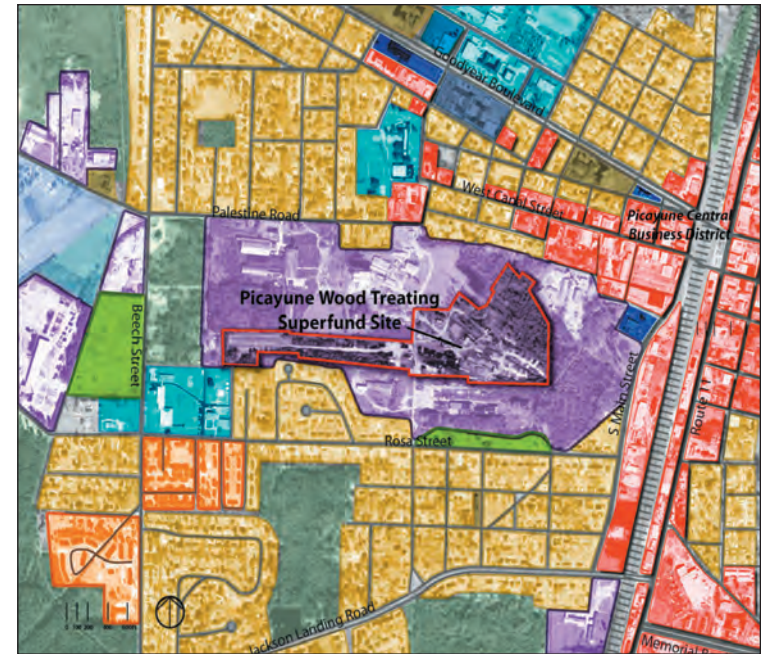 Goodyear Boulevard
West Canal Street
Palestine Road
Picayune Central
Business District
Picayune Wood Treating
Superfund Site
Beech Street
S Main Street
Route 11
Rosa Street
Jackson Landing Road